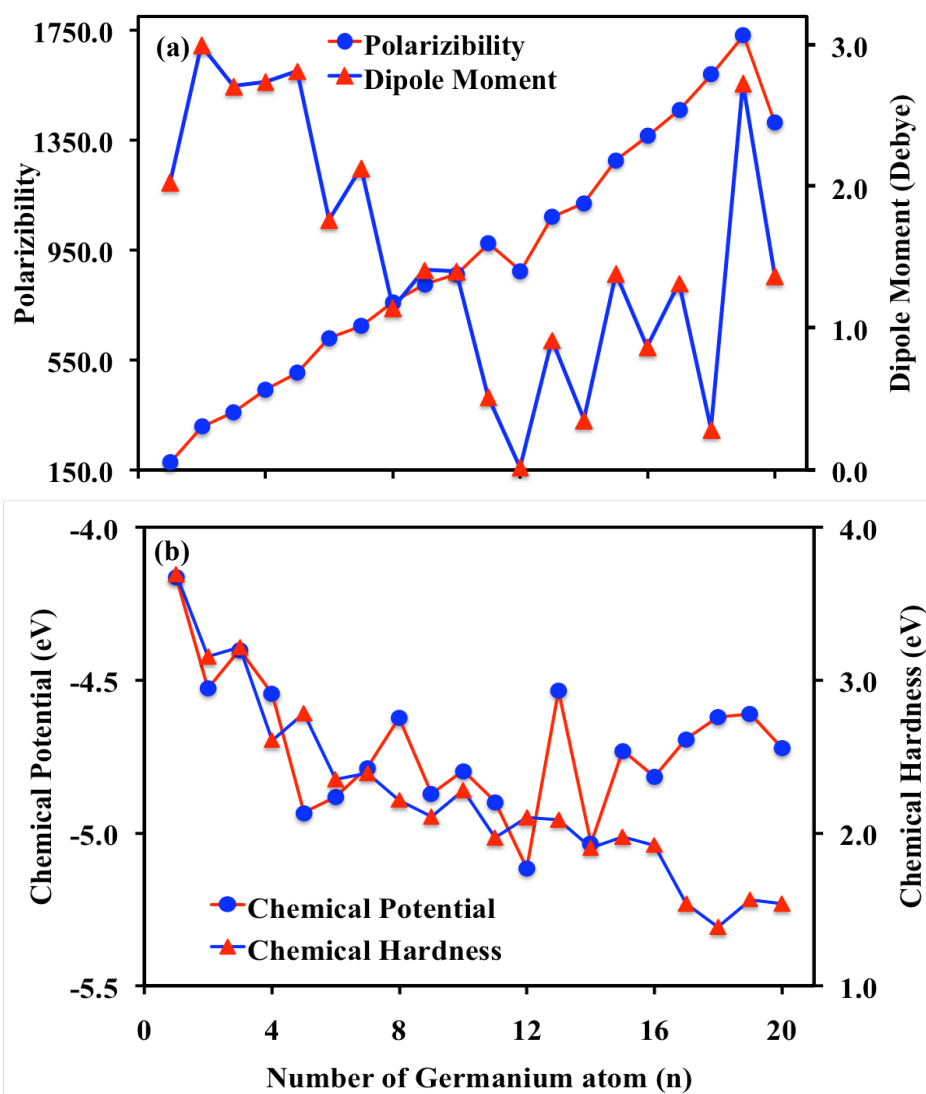 (a)
Polarizibility
Dipole Moment
1750.0
1350.0
950.0
550.0
150.0
Polarizibility
3.0
2.0
1.0
0.0
Dipole Moment (Debye)
(b)
-4.0
-4.5
-5.0
-5.5
Chemical Potential (eV)
4.0
3.0
2.0
1.0
Chemical Hardness (eV)
Chemical Potential
Chemical Hardness
0 4 8 12 16 20
Number of Germanium atom (n)